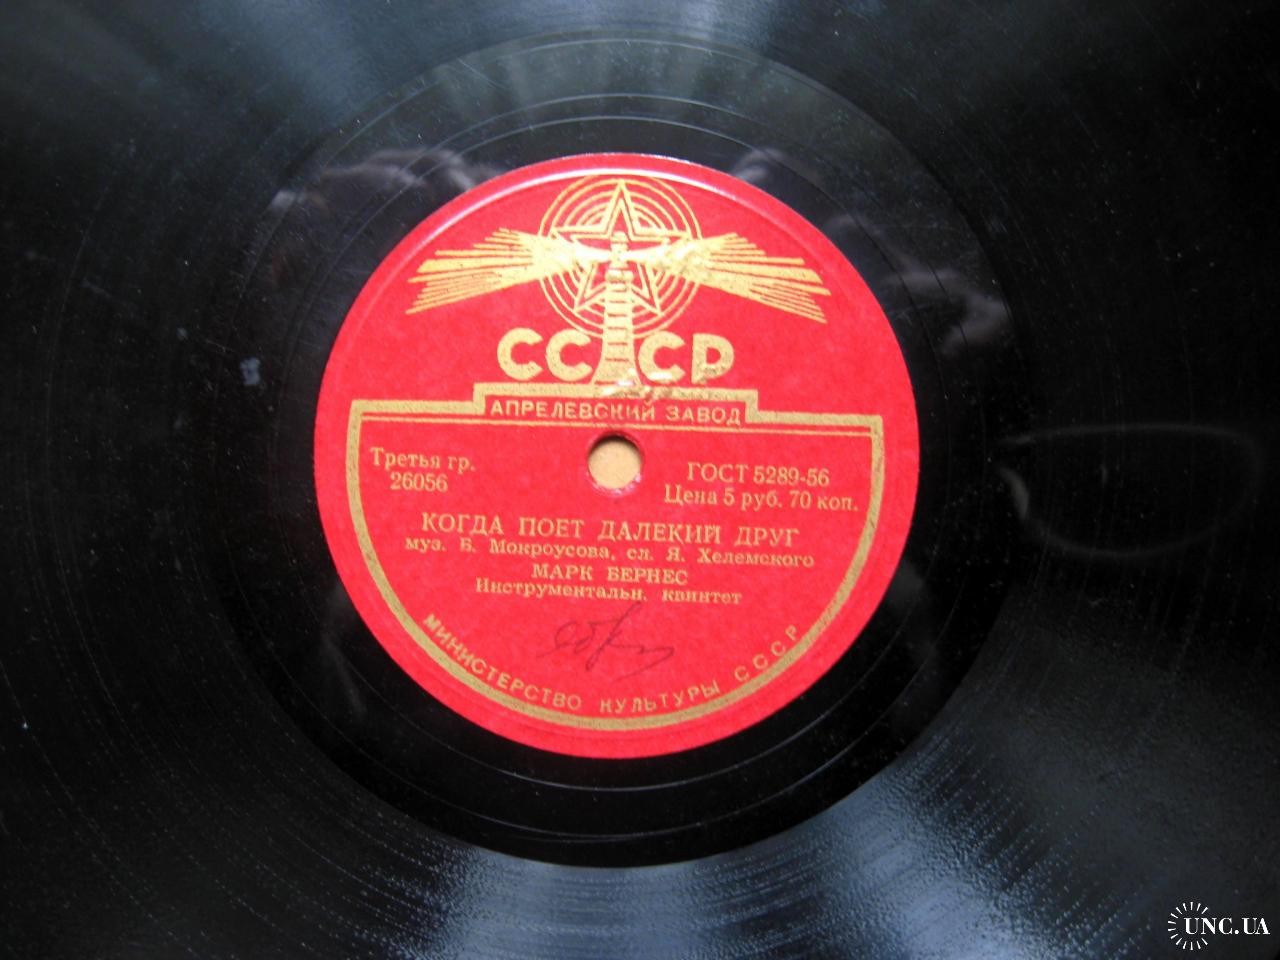 СССР
АПРЕЛЕВСКИЙ ЗАВОД
Третья гр.
26056
ГОСТ 5289-56
Цена 5 руб. 70 коп.
КОГДА ПОЕТ ДАЛЕКИЙ ДРУГ
муз. Б. Мокроусова, сл. Я. Хелемского
МАРК БЕРНЕС
Инструментальн. квинтет
МИНИСТЕРСТВО КУЛЬТУРЫ СССР
UNC.UA